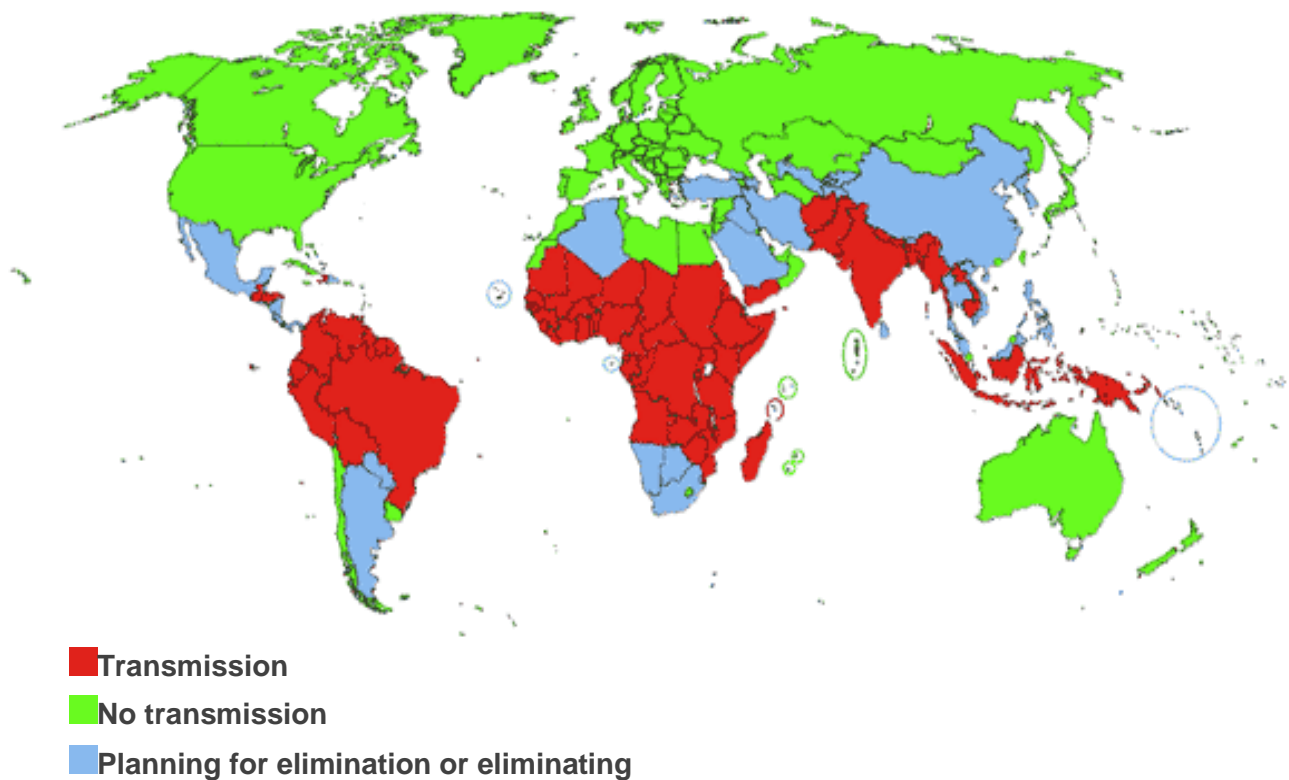 Transmission
No transmission
Planning for elimination or eliminating